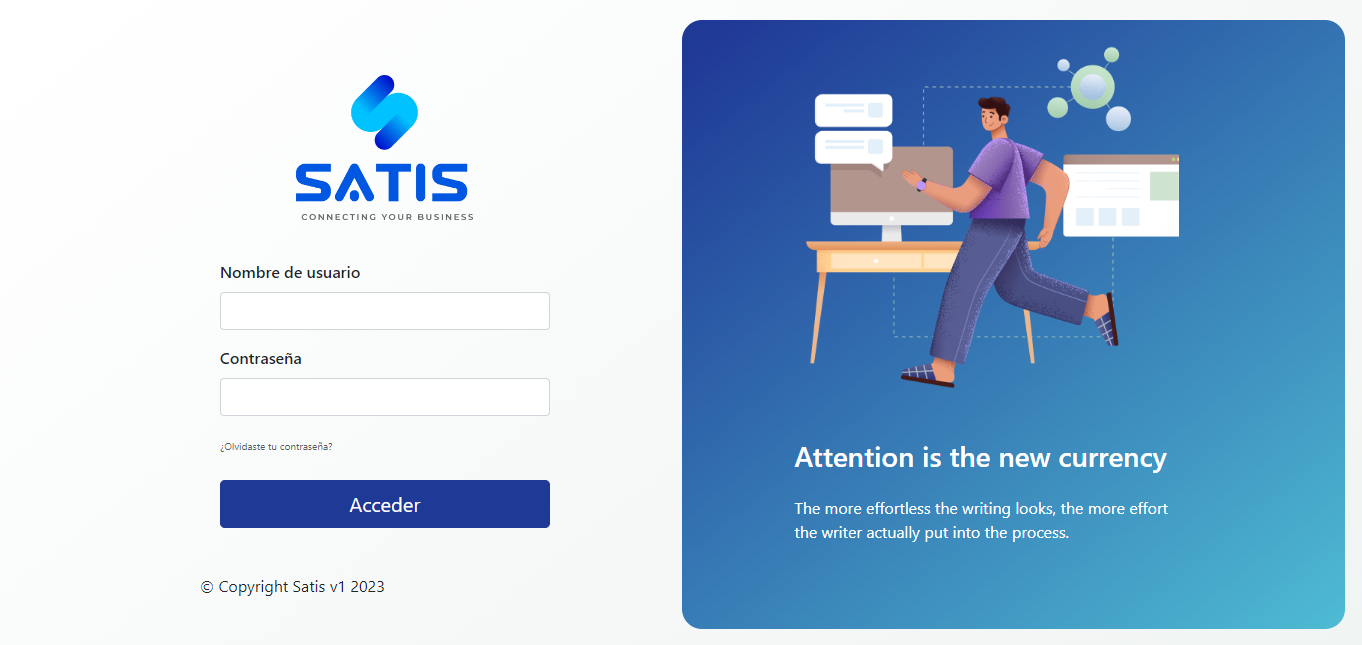 SATIS
CONNECTING YOUR BUSINESS
Nombre de usuario
Contraseña
¿Olvidaste tu contraseña?
Acceder
© Copyright Satis v1 2023
Attention is the new currency
The more effortless the writing looks, the more effort
the writer actually put into the process.